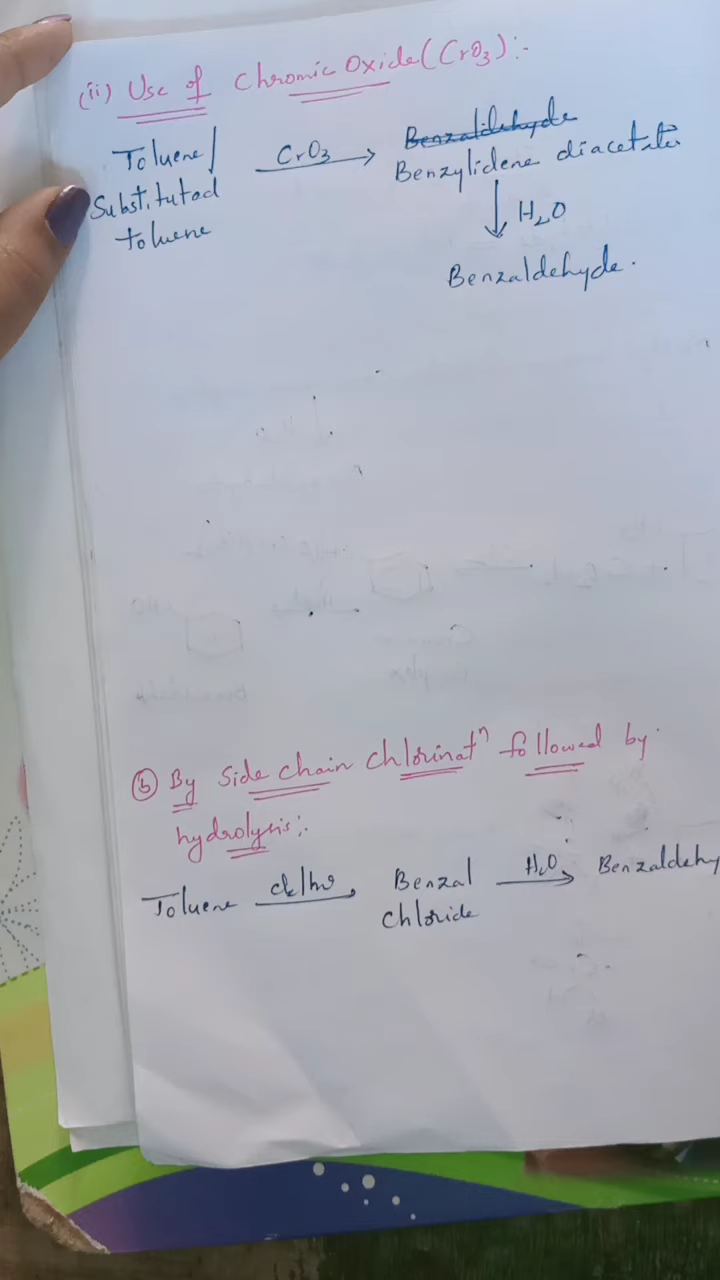 (ii) Use of Chromic Oxide (CrO3):-
Toluene/ CrO3 → Benzaldehyde
Substituted Benzylidene diacetate
toluene ↓ H2O
Benzaldehyde.
(b) By Side chain Chlorinatⁿ followed by
hydrolysis:-
Toluene Cl2/hν → Benzal H2O → Benzaldehy
chloride